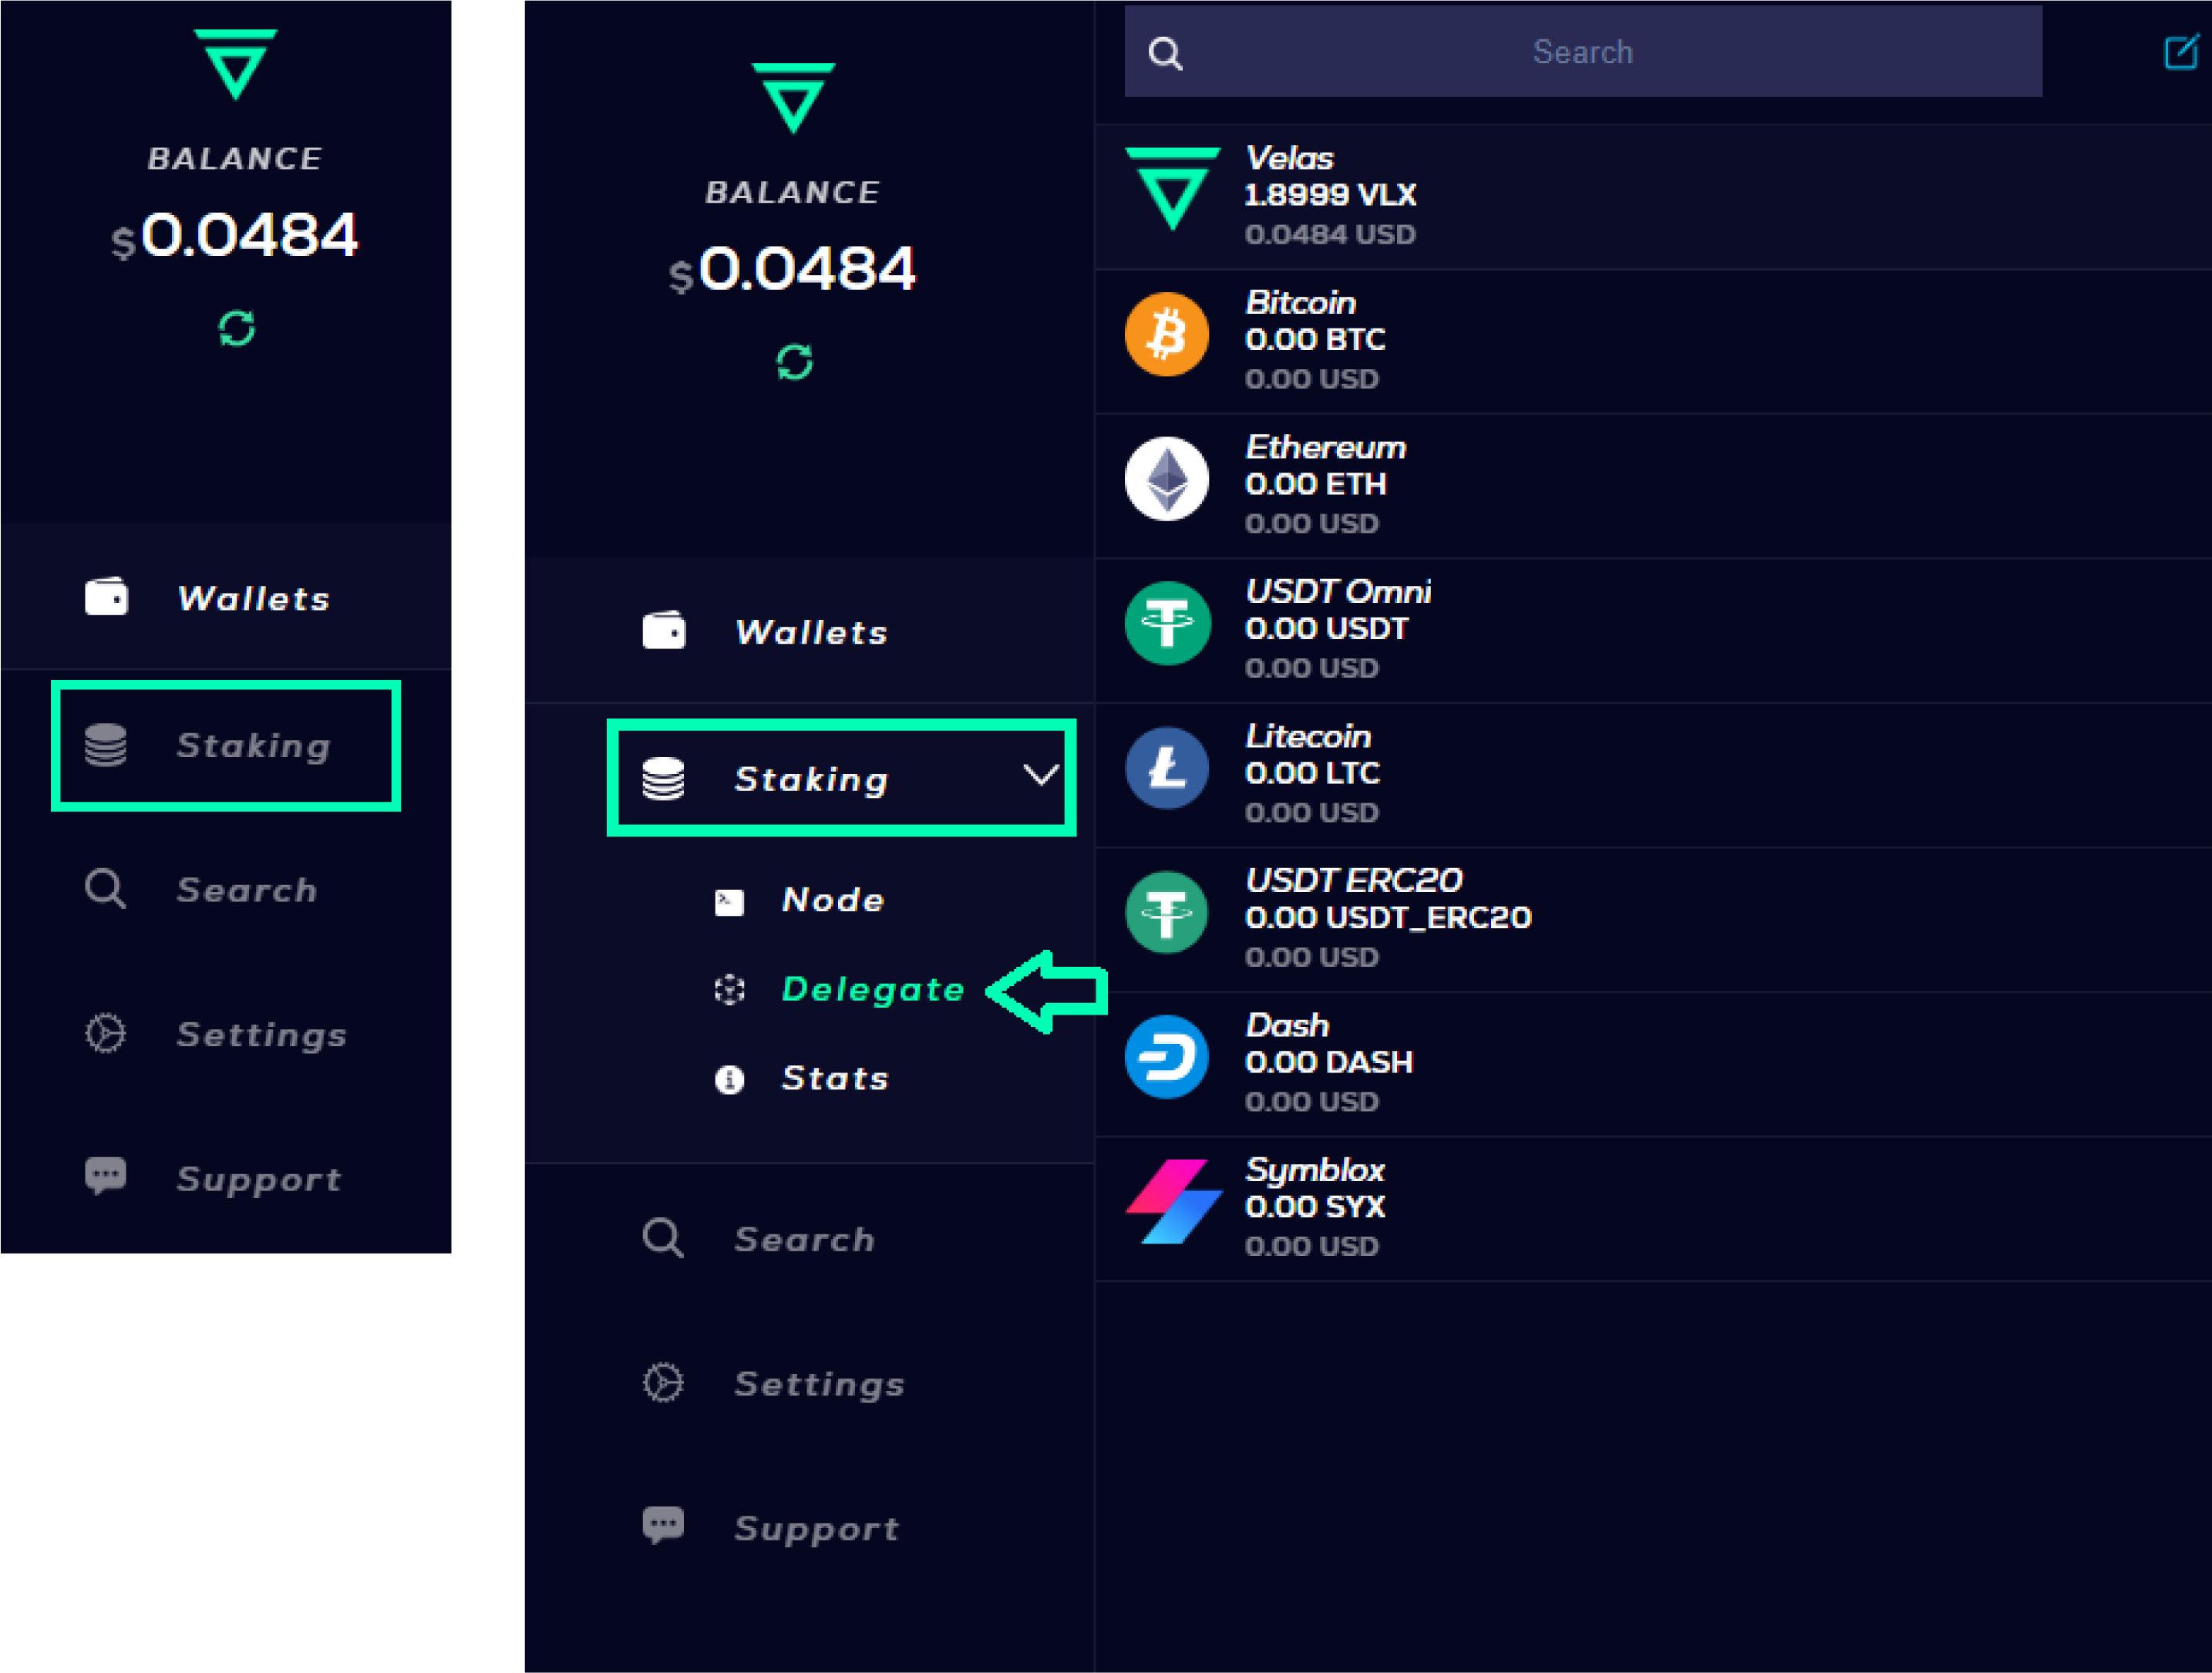 BALANCE
$0.0484
Wallets
Staking
Search
Settings
Support
BALANCE
$0.0484
Wallets
Staking
Node
Delegate
Stats
Search
Settings
Support
Search
Velas
1.8999 VLX
0.0484 USD
Bitcoin
0.00 BTC
0.00 USD
Ethereum
0.00 ETH
0.00 USD
USDT Omni
0.00 USDT
0.00 USD
Litecoin
0.00 LTC
0.00 USD
USDT ERC20
0.00 USDT_ERC20
0.00 USD
Dash
0.00 DASH
0.00 USD
Symblox
0.00 SYX
0.00 USD